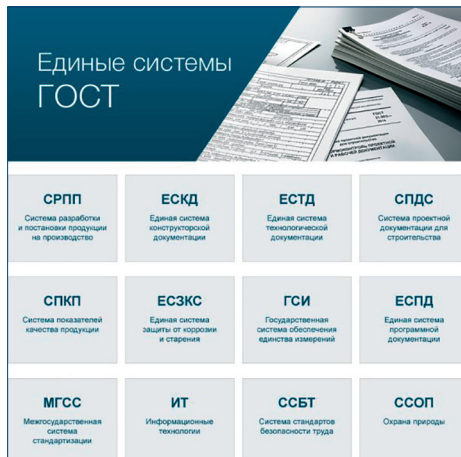 Единые системы
ГОСТ
СРПП
Система разработки
и постановки продукции
на производство
ЕСКД
Единая система
конструкторской
документации
ЕСТД
Единая система
технологической
документации
СПДС
Система проектной
документации для
строительства
СПКП
Система показателей
качества продукции
ЕСЗКС
Единая система
защиты от коррозии
и старения
ГСИ
Государственная
система обеспечения
единства измерений
ЕСПД
Единая система
программной
документации
МГСС
Межгосударственная
система
стандартизации
ИТ
Информационные
технологии
ССБТ
Система стандартов
безопасности труда
ССОП
Охрана природы